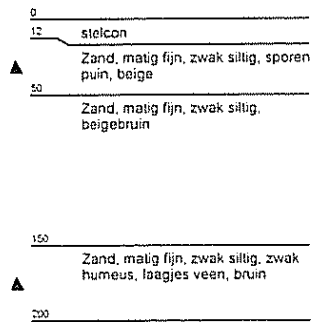 0
12 stelcon
Zand, matig fijn, zwak siltig, sporen
puin, beige
50
Zand, matig fijn, zwak siltig,
beigebruin
150
Zand, matig fijn, zwak siltig, zwak
humeus, laagjes veen, bruin
200